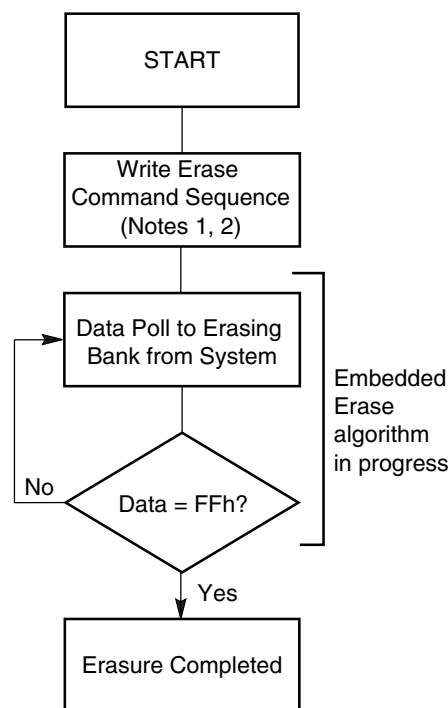 START
Write Erase
Command Sequence
(Notes 1, 2)
Data Poll to Erasing
Bank from System
Embedded
Erase
algorithm
in progress
No
Data = FFh?
Yes
Erasure Completed